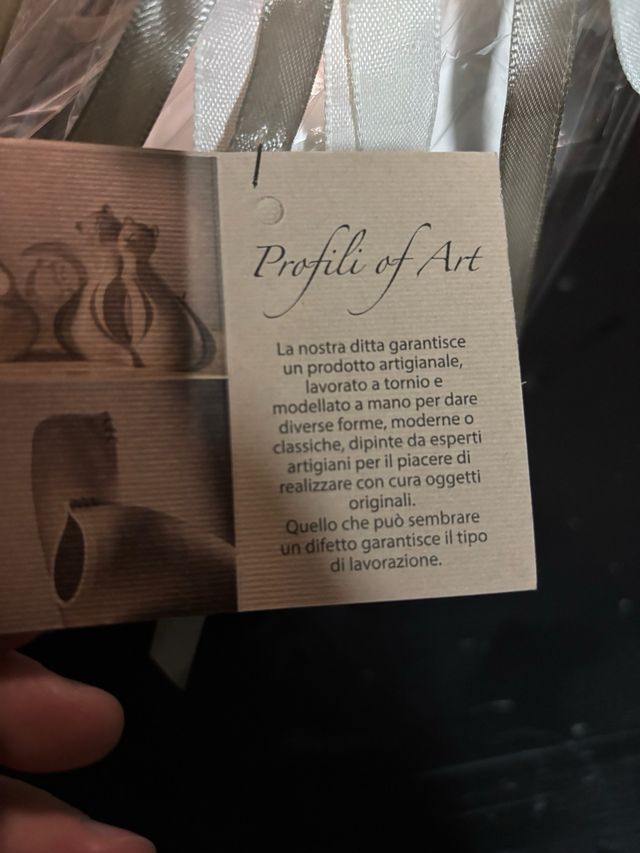 Profili of Art
La nostra ditta garantisce
un prodotto artigianale,
lavorato a tornio e
modellato a mano per dare
diverse forme, moderne o
classiche, dipinte da esperti
artigiani per il piacere di
realizzare con cura oggetti
originali.
Quello che può sembrare
un difetto garantisce il tipo
di lavorazione.